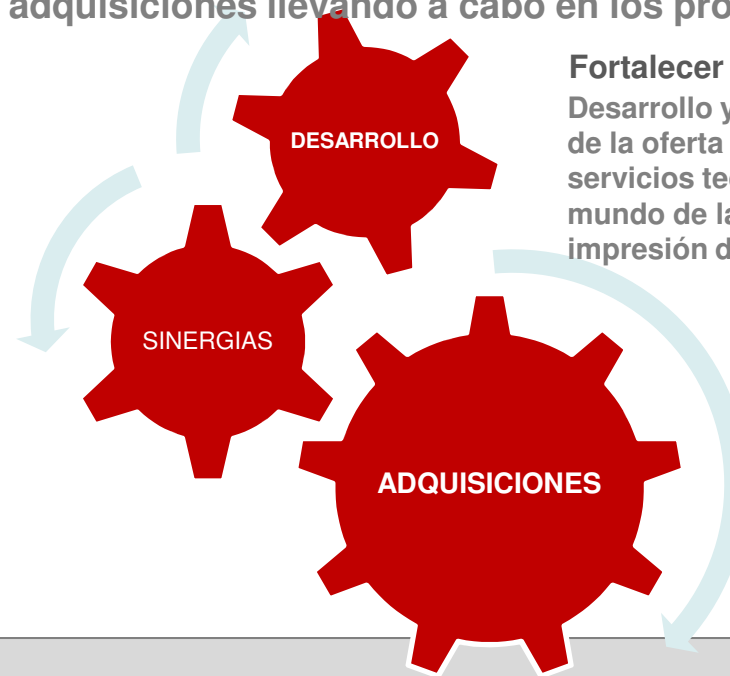 adquisiciones llevando a cabo en los pro
Fortalecer
Desarrollo y
de la oferta
servicios te
mundo de la
impresión d
DESARROLLO
SINERGIAS
ADQUISICIONES